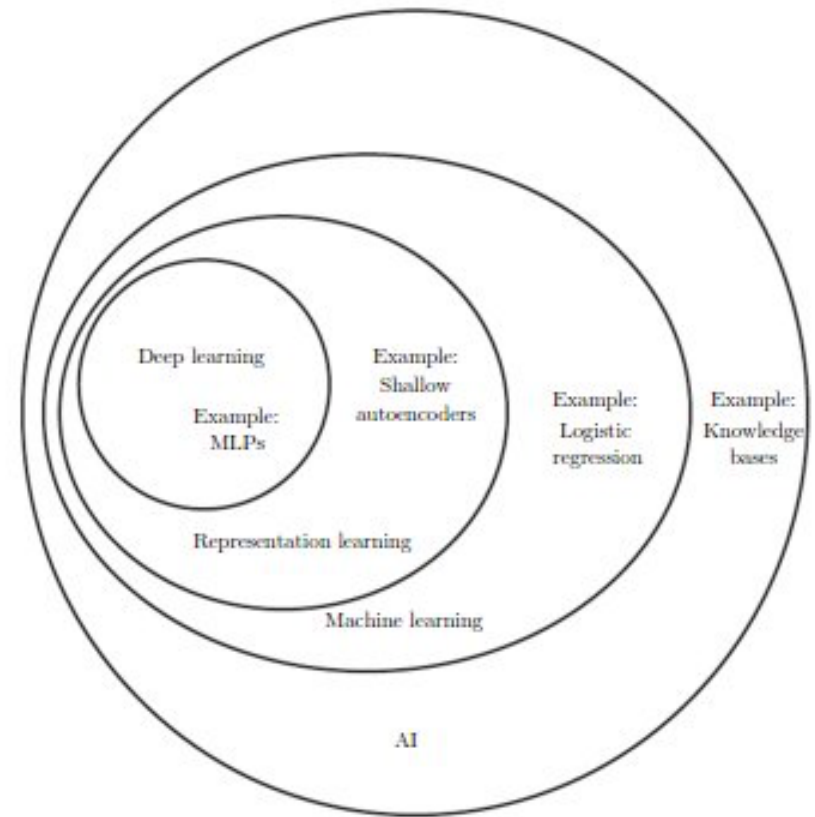 Deep learning
Example:
MLPs
Example:
Shallow
autoencoders
Example:
Logistic
regression
Example:
Knowledge
bases
Representation learning
Machine learning
AI